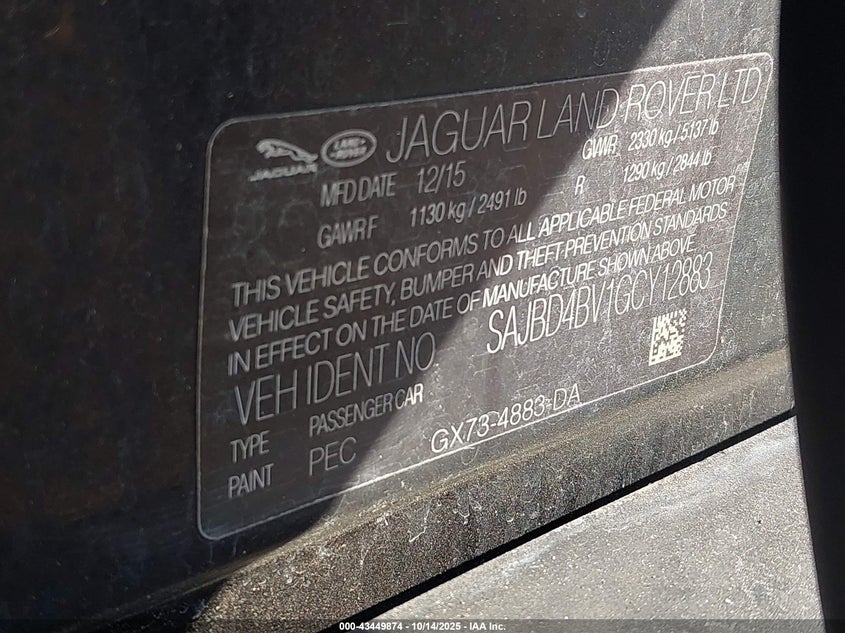 JAGUAR LAND-ROVER JAGUAR LAND ROVER LTD
MFD DATE 12/15 GVWR 2330 kg / 5137 lb
GAWR F 1130 kg / 2491 lb R 1290 kg / 2844 lb
THIS VEHICLE CONFORMS TO ALL APPLICABLE FEDERAL MOTOR
VEHICLE SAFETY, BUMPER AND THEFT PREVENTION STANDARDS
IN EFFECT ON THE DATE OF MANUFACTURE SHOWN ABOVE
VEH IDENT NO SAJBD4BV1GCY12883
TYPE PASSENGER CAR
PAINT PEC GX73-4883-DA
000-43449874 - 10/14/2025 - IAA Inc.